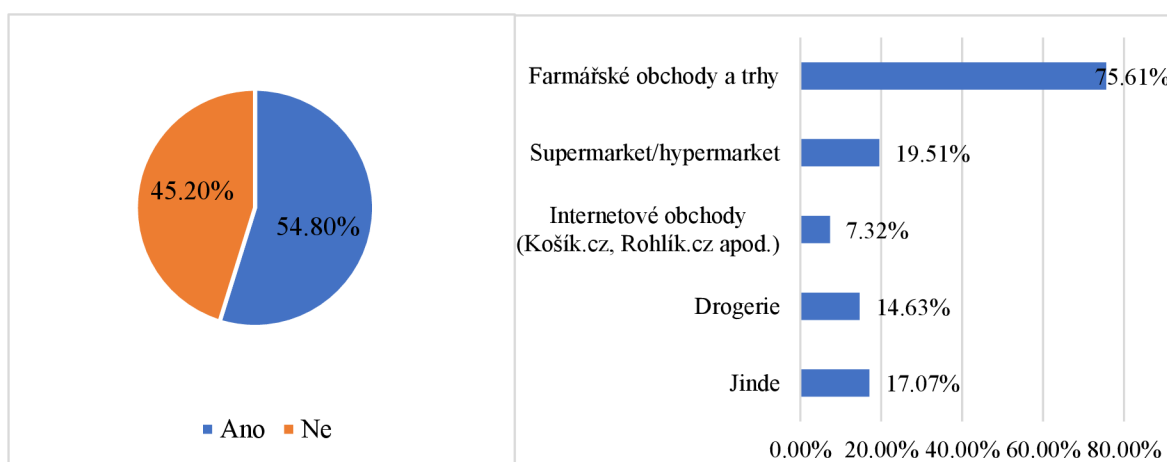 45.20%
54.80%
Ano Ne
Farmářské obchody a trhy
75.61%
Supermarket/hypermarket
19.51%
Internetové obchody
(Košík.cz, Rohlík.cz apod.)
7.32%
Drogerie
14.63%
Jinde
17.07%
0.00% 20.00% 40.00% 60.00% 80.00%